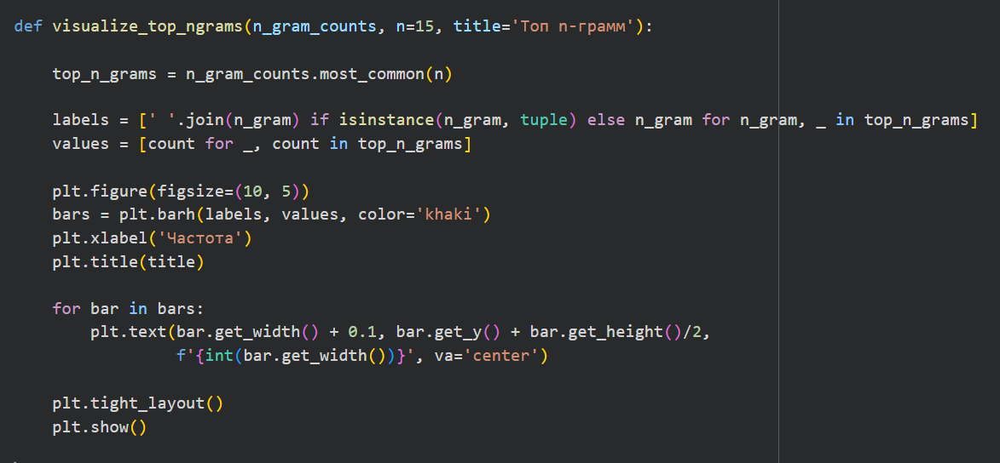 def visualize_top_ngrams(n_gram_counts, n=15, title='Топ n-грамм'):
top_n_grams = n_gram_counts.most_common(n)
labels = [' '.join(n_gram) if isinstance(n_gram, tuple) else n_gram for n_gram, _ in top_n_grams]
values = [count for _, count in top_n_grams]
plt.figure(figsize=(10, 5))
bars = plt.barh(labels, values, color='khaki')
plt.xlabel('Частота')
plt.title(title)
for bar in bars:
plt.text(bar.get_width() + 0.1, bar.get_y() + bar.get_height()/2,
f'{int(bar.get_width())}', va='center')
plt.tight_layout()
plt.show()